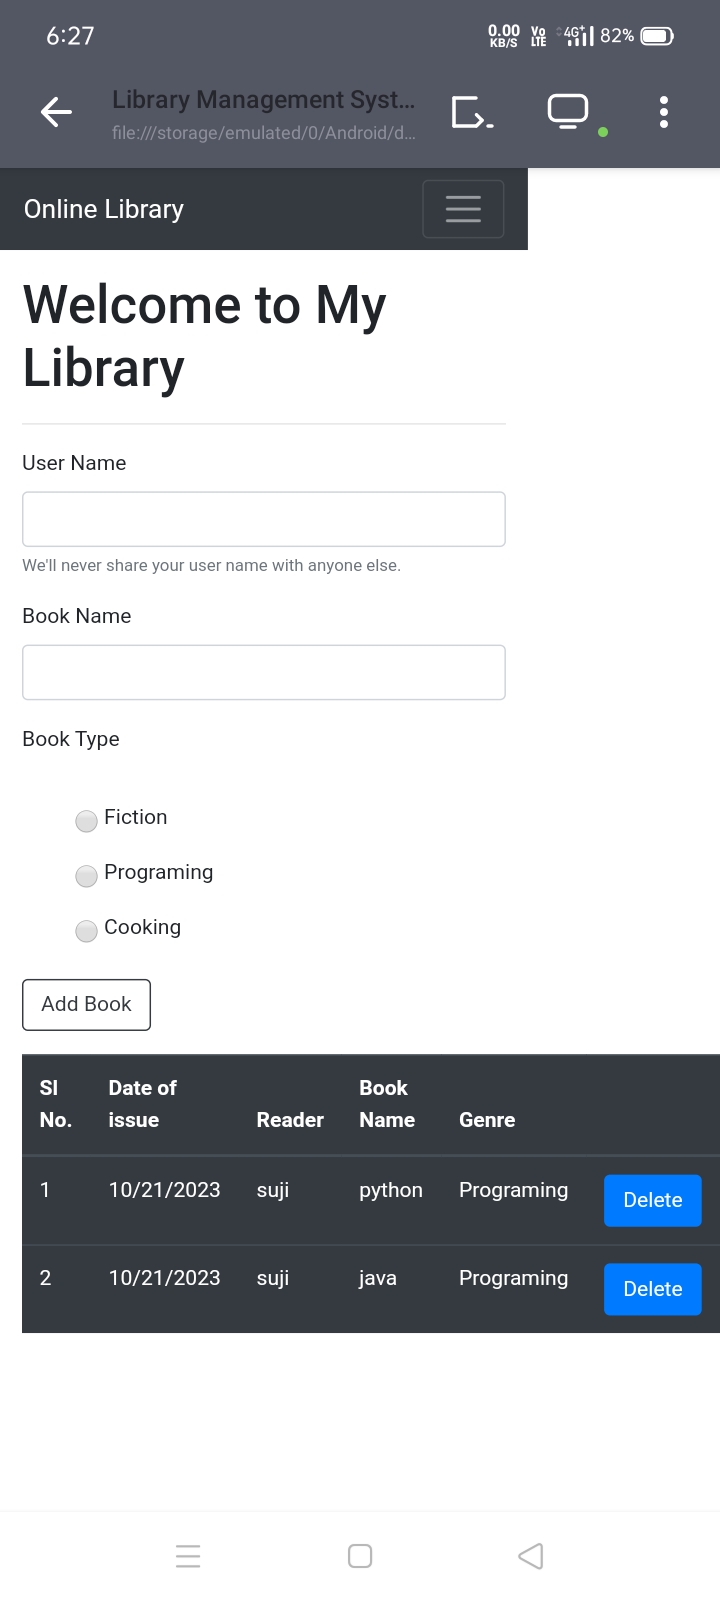 6:27
0.00 KB/S Vo LTE 4G+ 82%
Library Management Syst...
file:///storage/emulated/0/Android/d...
Online Library
Welcome to My
Library
User Name
We'll never share your user name with anyone else.
Book Name
Book Type
Fiction
Programing
Cooking
Add Book
Sl No. Date of issue Reader Book Name Genre
1 10/21/2023 suji python Programing Delete
2 10/21/2023 suji java Programing Delete